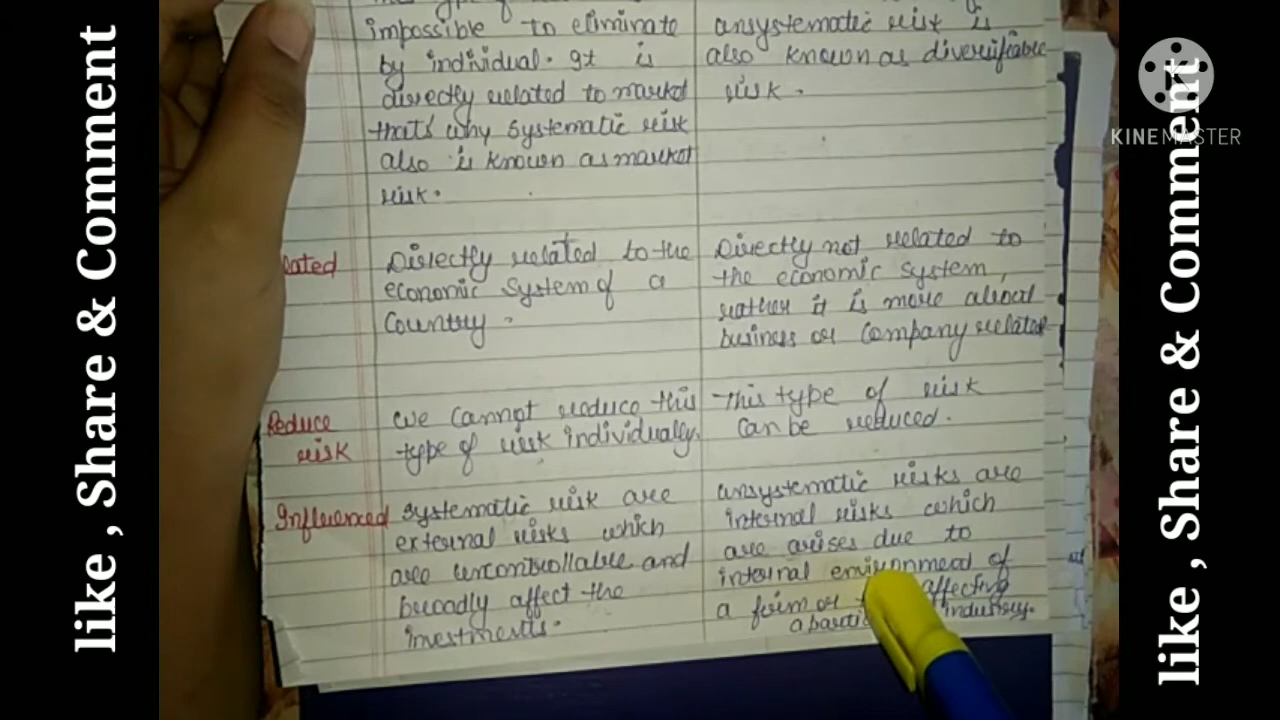 like , Share & Comment
impossible to eliminate
by individual. It is
directly related to market
that's why systematic risk
also is known as market
risk.
ansystematic risk is
also known as diversifiable
risk.
lated
Directly related to the
economic system of a
Country.
Directly not related to
the economic system,
rather it is more about
business or company related
Reduce
risk
We cannot reduce this
type of risk individually.
This type of risk
can be reduced.
Influenced
Systematic risk are
external risks which
are uncontrollable and
broadly affect the
investments.
ansystematic risks are
internal risks which
are arises due to
internal of
a or affecting
industry.
KINEMASTER
like , Share & Comment